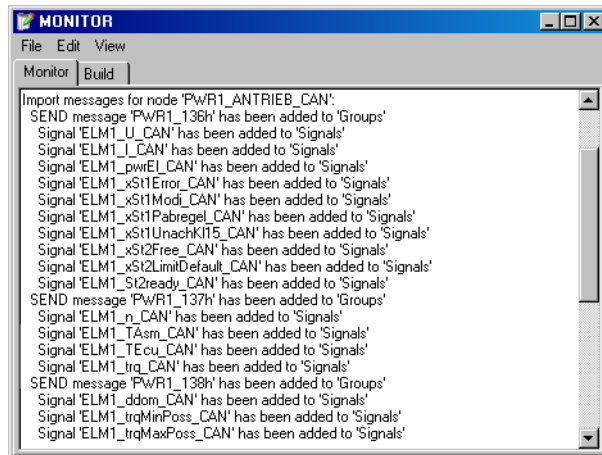 MONITOR
File Edit View
Monitor Build
Import messages for node 'PWR1_ANTRIEB_CAN':
SEND message 'PWR1_136h' has been added to 'Groups'
Signal 'ELM1_U_CAN' has been added to 'Signals'
Signal 'ELM1_I_CAN' has been added to 'Signals'
Signal 'ELM1_pwrEl_CAN' has been added to 'Signals'
Signal 'ELM1_xSt1Error_CAN' has been added to 'Signals'
Signal 'ELM1_xSt1Modi_CAN' has been added to 'Signals'
Signal 'ELM1_xSt1Pabregel_CAN' has been added to 'Signals'
Signal 'ELM1_xSt1UnachKl15_CAN' has been added to 'Signals'
Signal 'ELM1_xSt2Free_CAN' has been added to 'Signals'
Signal 'ELM1_xSt2LimitDefault_CAN' has been added to 'Signals'
Signal 'ELM1_St2ready_CAN' has been added to 'Signals'
SEND message 'PWR1_137h' has been added to 'Groups'
Signal 'ELM1_n_CAN' has been added to 'Signals'
Signal 'ELM1_TAsm_CAN' has been added to 'Signals'
Signal 'ELM1_TEcu_CAN' has been added to 'Signals'
Signal 'ELM1_trq_CAN' has been added to 'Signals'
SEND message 'PWR1_138h' has been added to 'Groups'
Signal 'ELM1_ddom_CAN' has been added to 'Signals'
Signal 'ELM1_trqMinPoss_CAN' has been added to 'Signals'
Signal 'ELM1_trqMaxPoss_CAN' has been added to 'Signals'